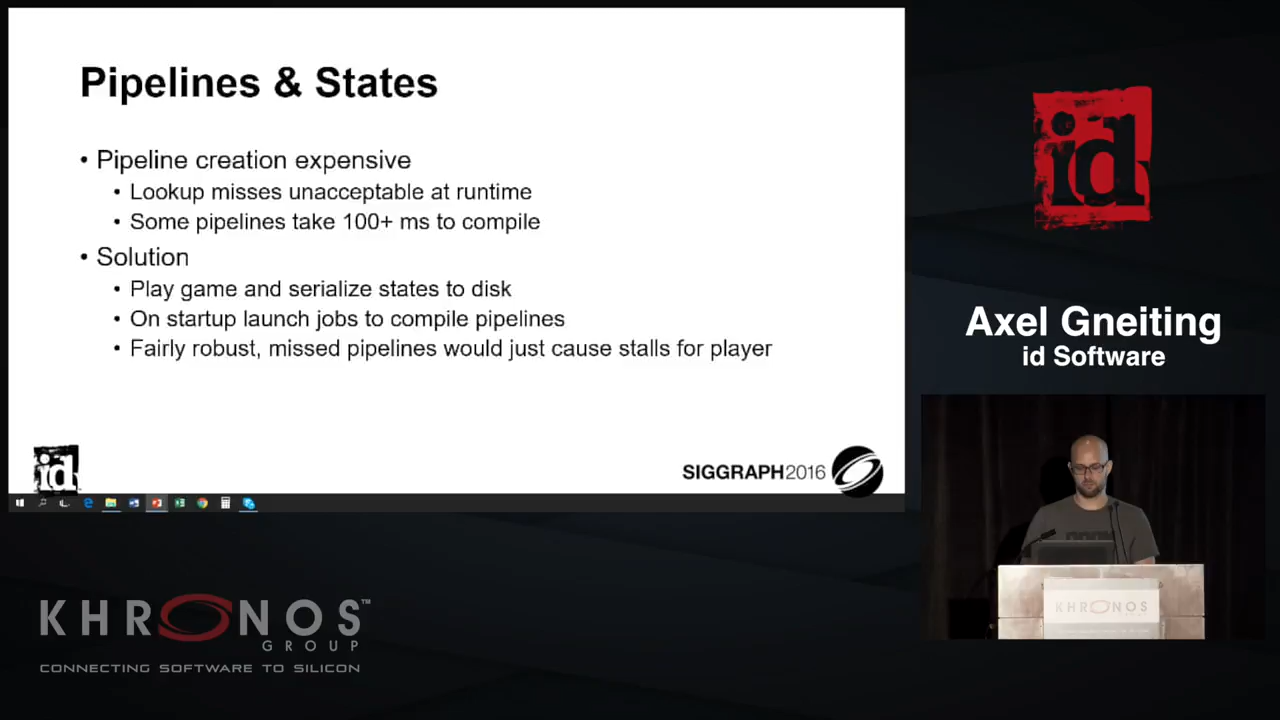 Pipelines & States
• Pipeline creation expensive
• Lookup misses unacceptable at runtime
• Some pipelines take 100+ ms to compile
• Solution
• Play game and serialize states to disk
• On startup launch jobs to compile pipelines
• Fairly robust, missed pipelines would just cause stalls for player
id
SIGGRAPH2016
id
Axel Gneiting
id Software
KHRONOS
KHRONOS™
GROUP
CONNECTING SOFTWARE TO SILICON